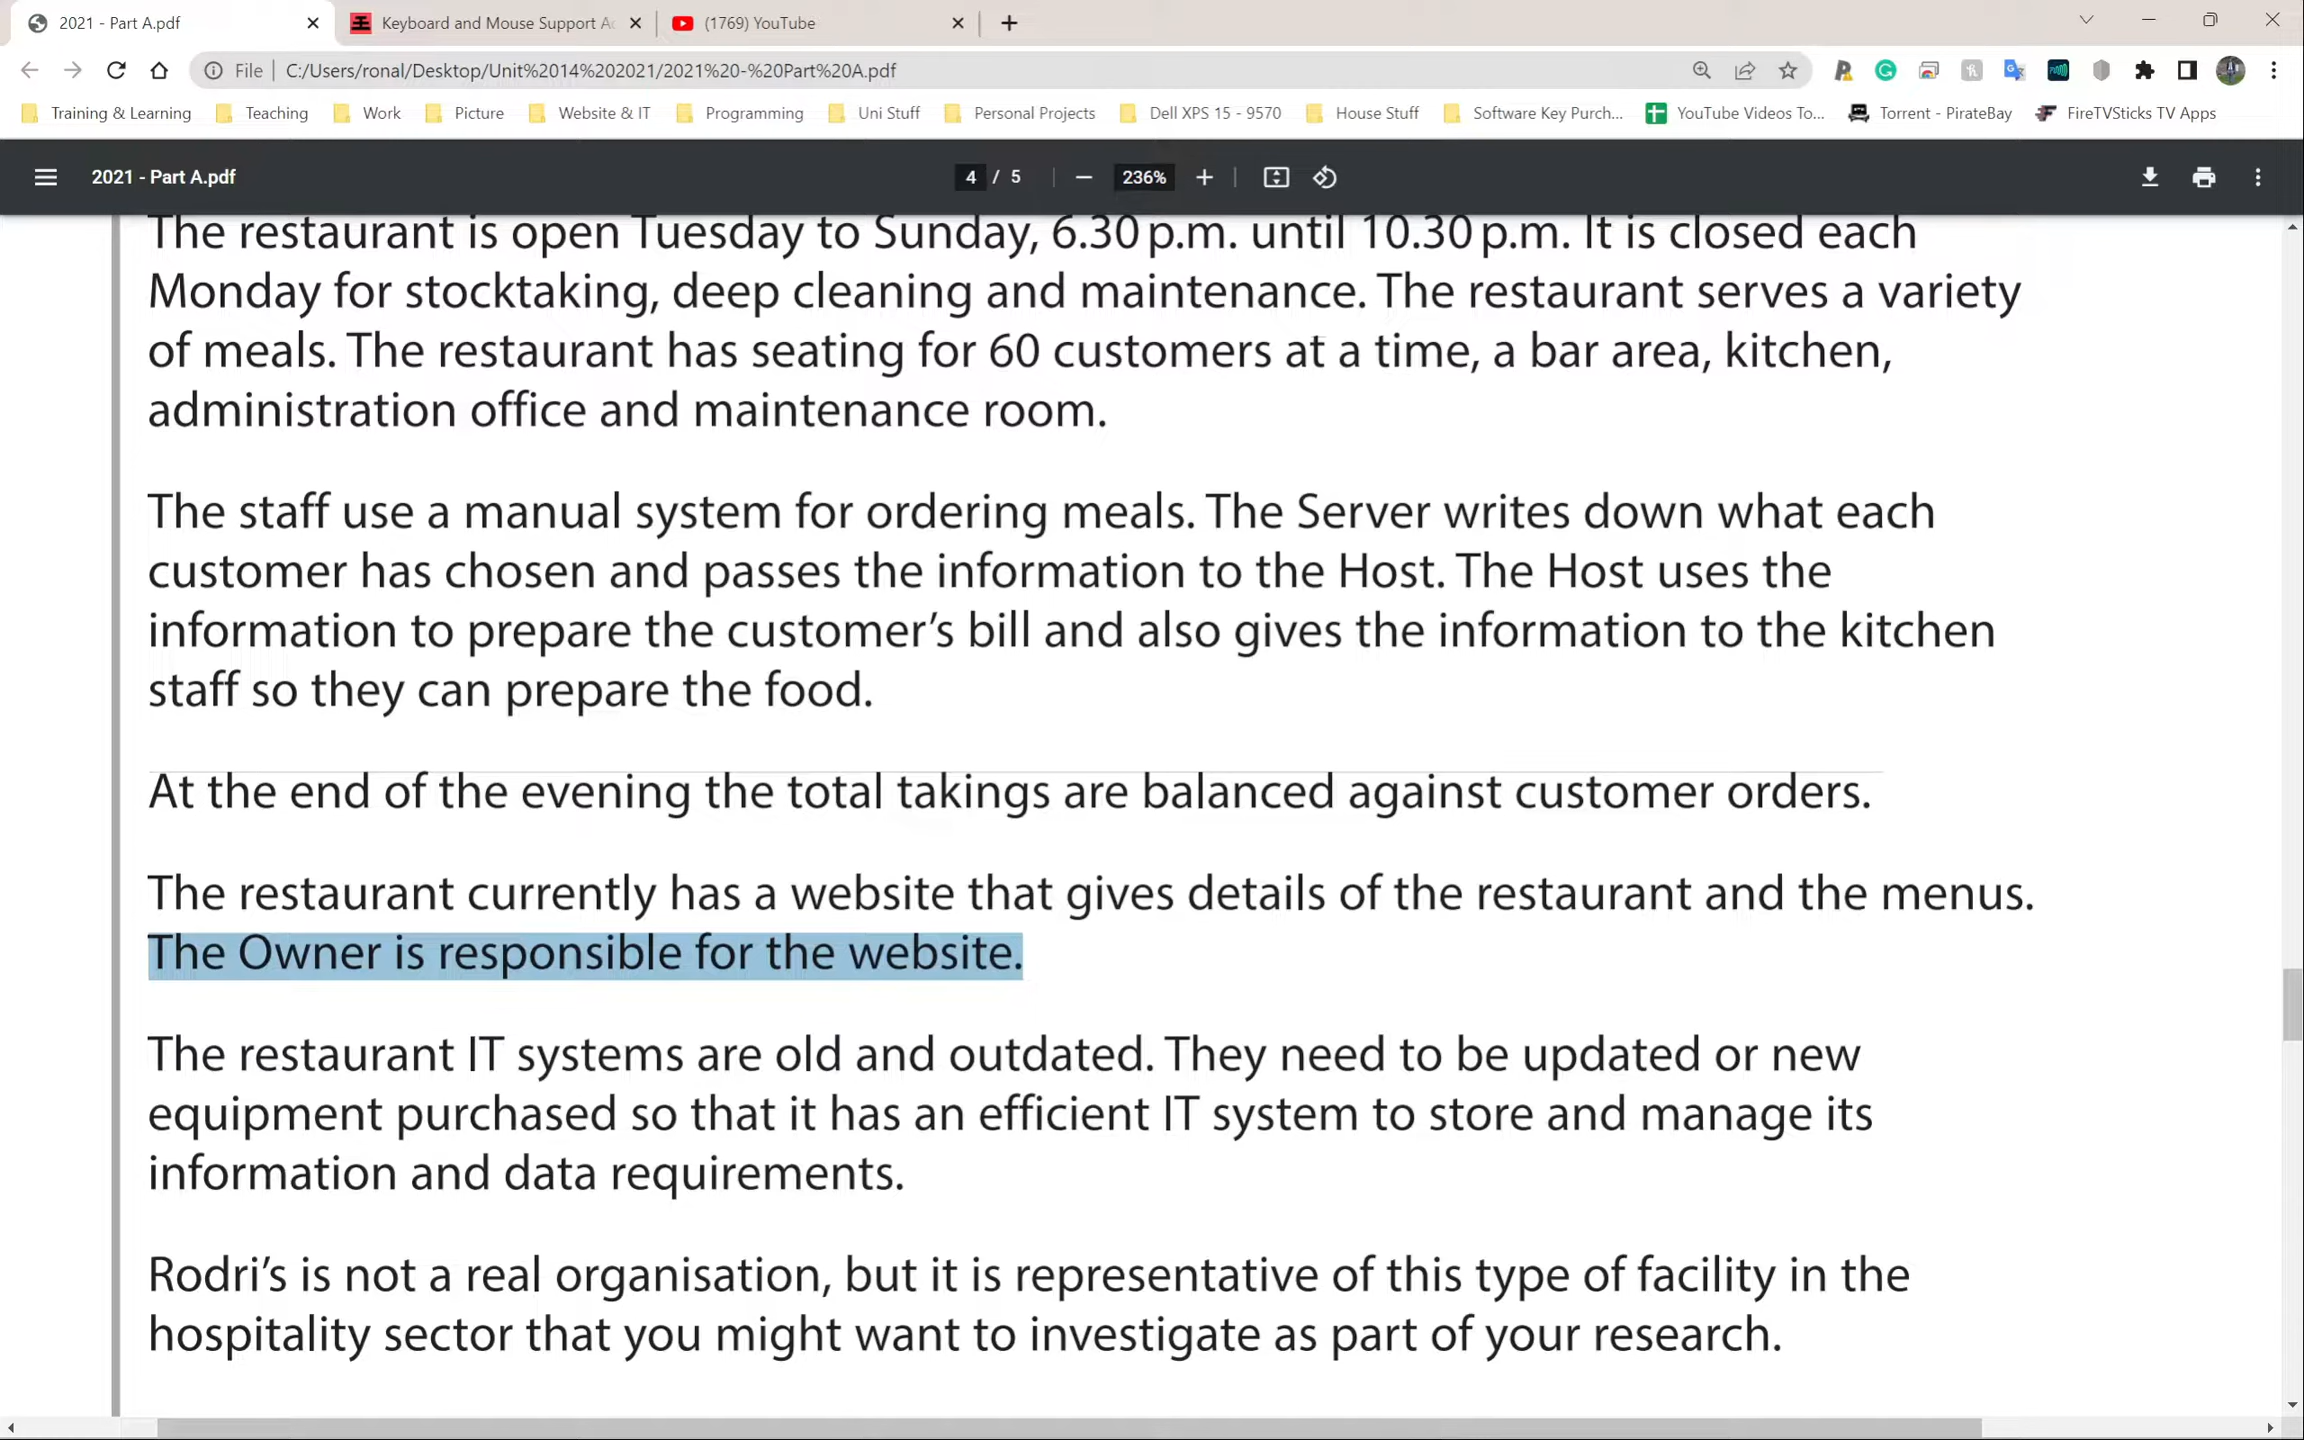 2021 - Part A.pdf
Keyboard and Mouse Support A
(1769) YouTube
File
C:/Users/ronal/Desktop/Unit%2014%202021/2021%20-%20Part%20A.pdf
Training & Learning
Teaching
Work
Picture
Website & IT
Programming
Uni Stuff
Personal Projects
Dell XPS 15 - 9570
House Stuff
Software Key Purch...
YouTube Videos To...
Torrent - PirateBay
FireTVSticks TV Apps
2021 - Part A.pdf
4 / 5
236%
The restaurant is open Tuesday to Sunday, 6.30 p.m. until 10.30 p.m. It is closed each
Monday for stocktaking, deep cleaning and maintenance. The restaurant serves a variety
of meals. The restaurant has seating for 60 customers at a time, a bar area, kitchen,
administration office and maintenance room.
The staff use a manual system for ordering meals. The Server writes down what each
customer has chosen and passes the information to the Host. The Host uses the
information to prepare the customer’s bill and also gives the information to the kitchen
staff so they can prepare the food.
At the end of the evening the total takings are balanced against customer orders.
The restaurant currently has a website that gives details of the restaurant and the menus.
The Owner is responsible for the website.
The restaurant IT systems are old and outdated. They need to be updated or new
equipment purchased so that it has an efficient IT system to store and manage its
information and data requirements.
Rodri’s is not a real organisation, but it is representative of this type of facility in the
hospitality sector that you might want to investigate as part of your research.